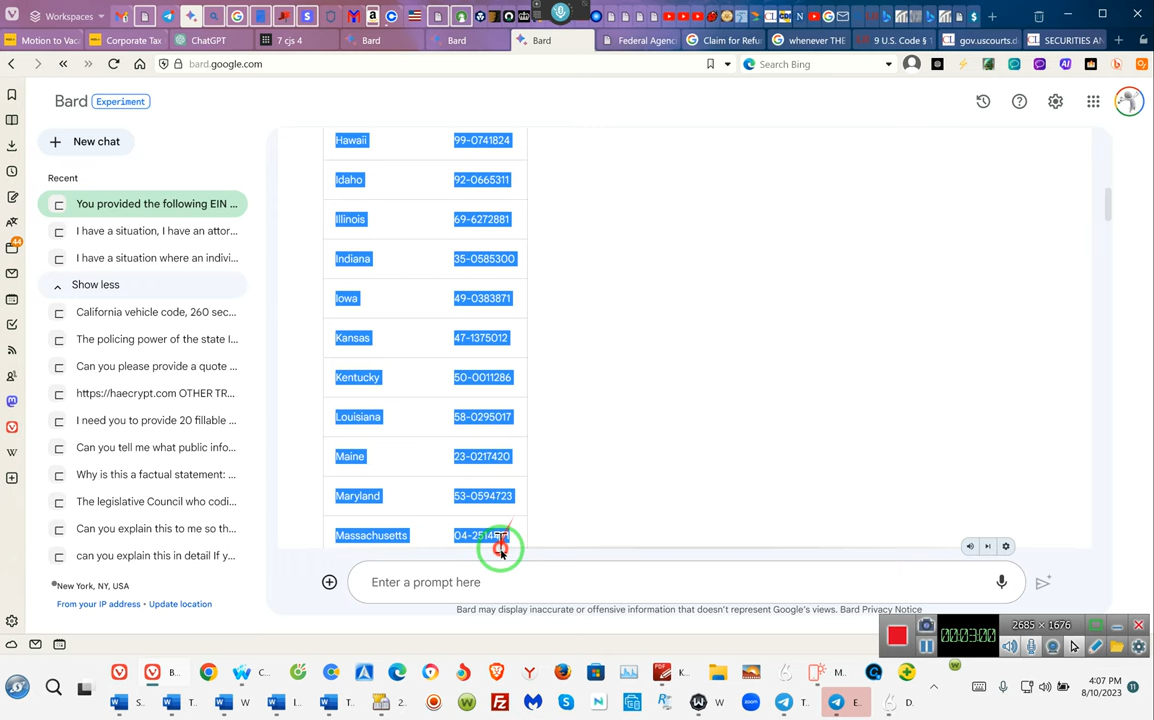 Workspaces
Motion to Vac
Corporate Tax
ChatGPT
7 cjs 4
Bard
Bard
Bard
Federal Agenc
Claim for Refu
whenever THE
9 U.S. Code §
gov.uscourts.d
SECURITIES AN
bard.google.com
Search Bing
Bard
Experiment
New chat
Recent
You provided the following EIN ...
I have a situation, I have an attor...
I have a situation where an indivi...
Show less
California vehicle code, 260 sec...
The policing power of the state I...
Can you please provide a quote ...
https://haecrypt.com OTHER TR...
I need you to provide 20 fillable ...
Can you tell me what public info...
Why is this a factual statement: ...
The legislative Council who codi...
Can you explain this to me so th...
can you explain this in detail If y...
New York, NY, USA
From your IP address • Update location
Hawaii 99-0741824
Idaho 92-0665311
Illinois 69-6272881
Indiana 35-0585300
Iowa 49-0383871
Kansas 47-1375012
Kentucky 50-0011286
Louisiana 58-0295017
Maine 23-0217420
Maryland 53-0594723
Massachusetts
Enter a prompt here
Bard may display inaccurate or offensive information that doesn't represent Google's views. Bard Privacy Notice
2685 × 1676
00:03:00
4:07 PM
8/10/2023